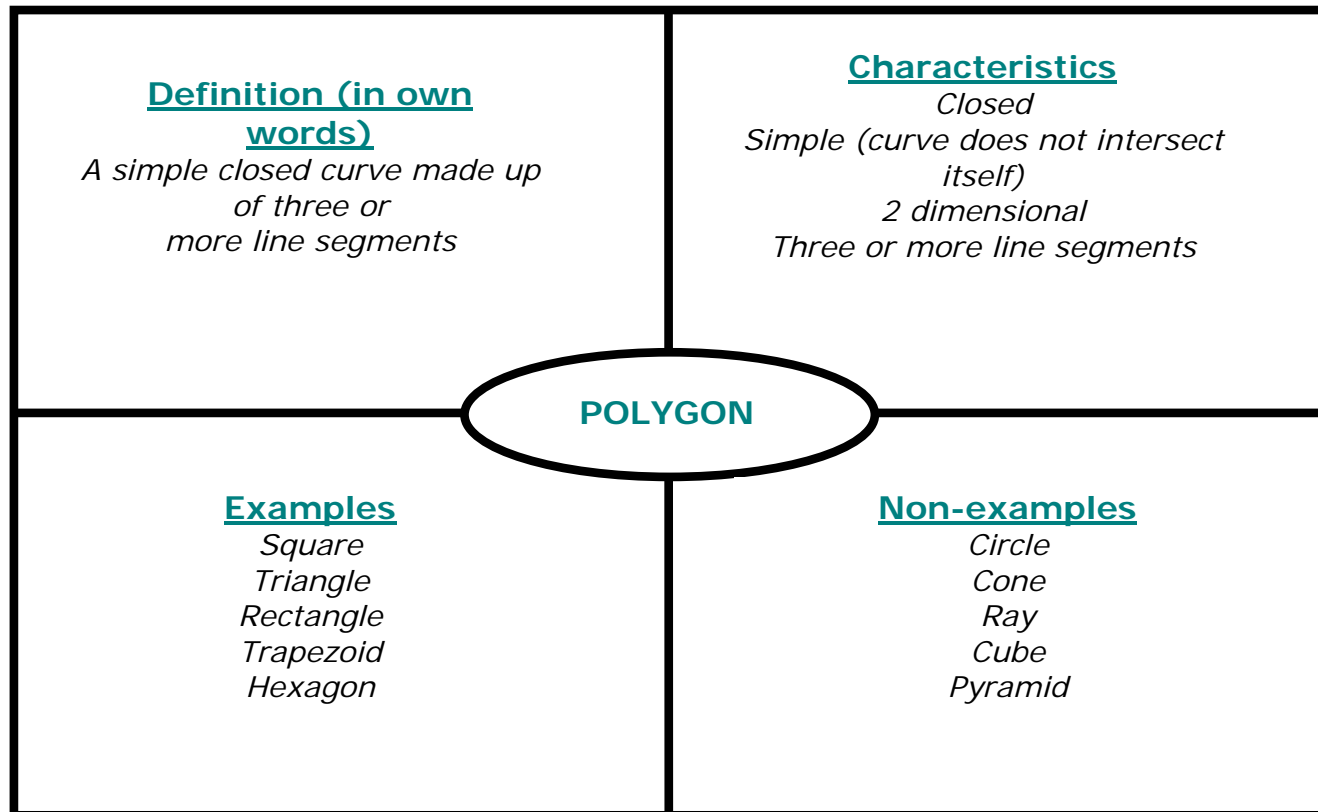 Definition (in own
words)
A simple closed curve made up
of three or
more line segments
Characteristics
Closed
Simple (curve does not intersect
itself)
2 dimensional
Three or more line segments
POLYGON
Examples
Square
Triangle
Rectangle
Trapezoid
Hexagon
Non-examples
Circle
Cone
Ray
Cube
Pyramid